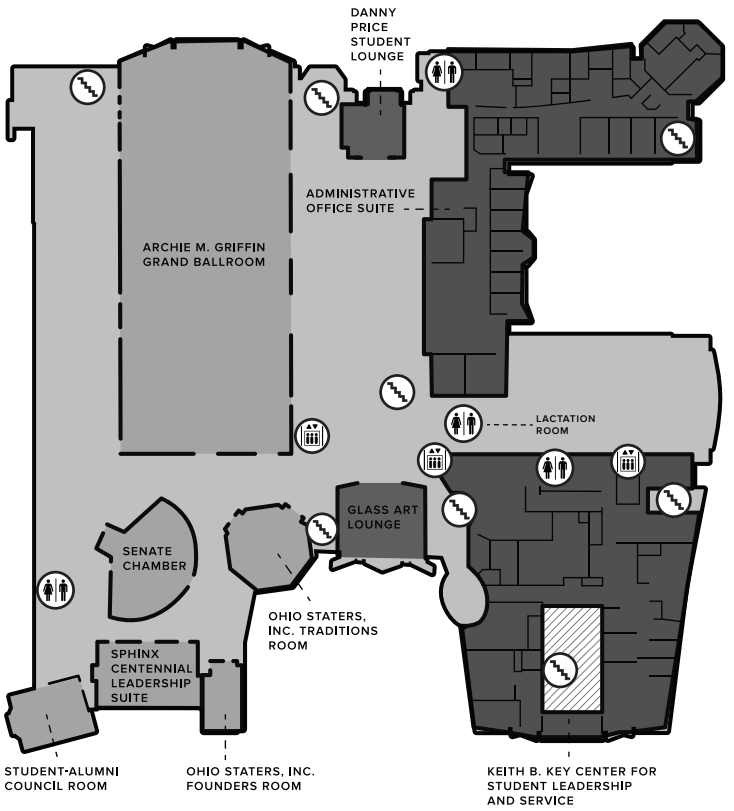 DANNY
PRICE
STUDENT
LOUNGE
ADMINISTRATIVE
OFFICE SUITE
ARCHIE M. GRIFFIN
GRAND BALLROOM
LACTATION
ROOM
GLASS ART
LOUNGE
SENATE
CHAMBER
OHIO STATERS,
INC. TRADITIONS
ROOM
SPHINX
CENTENNIAL
LEADERSHIP
SUITE
STUDENT-ALUMNI
COUNCIL ROOM
OHIO STATERS, INC.
FOUNDERS ROOM
KEITH B. KEY CENTER FOR
STUDENT LEADERSHIP
AND SERVICE